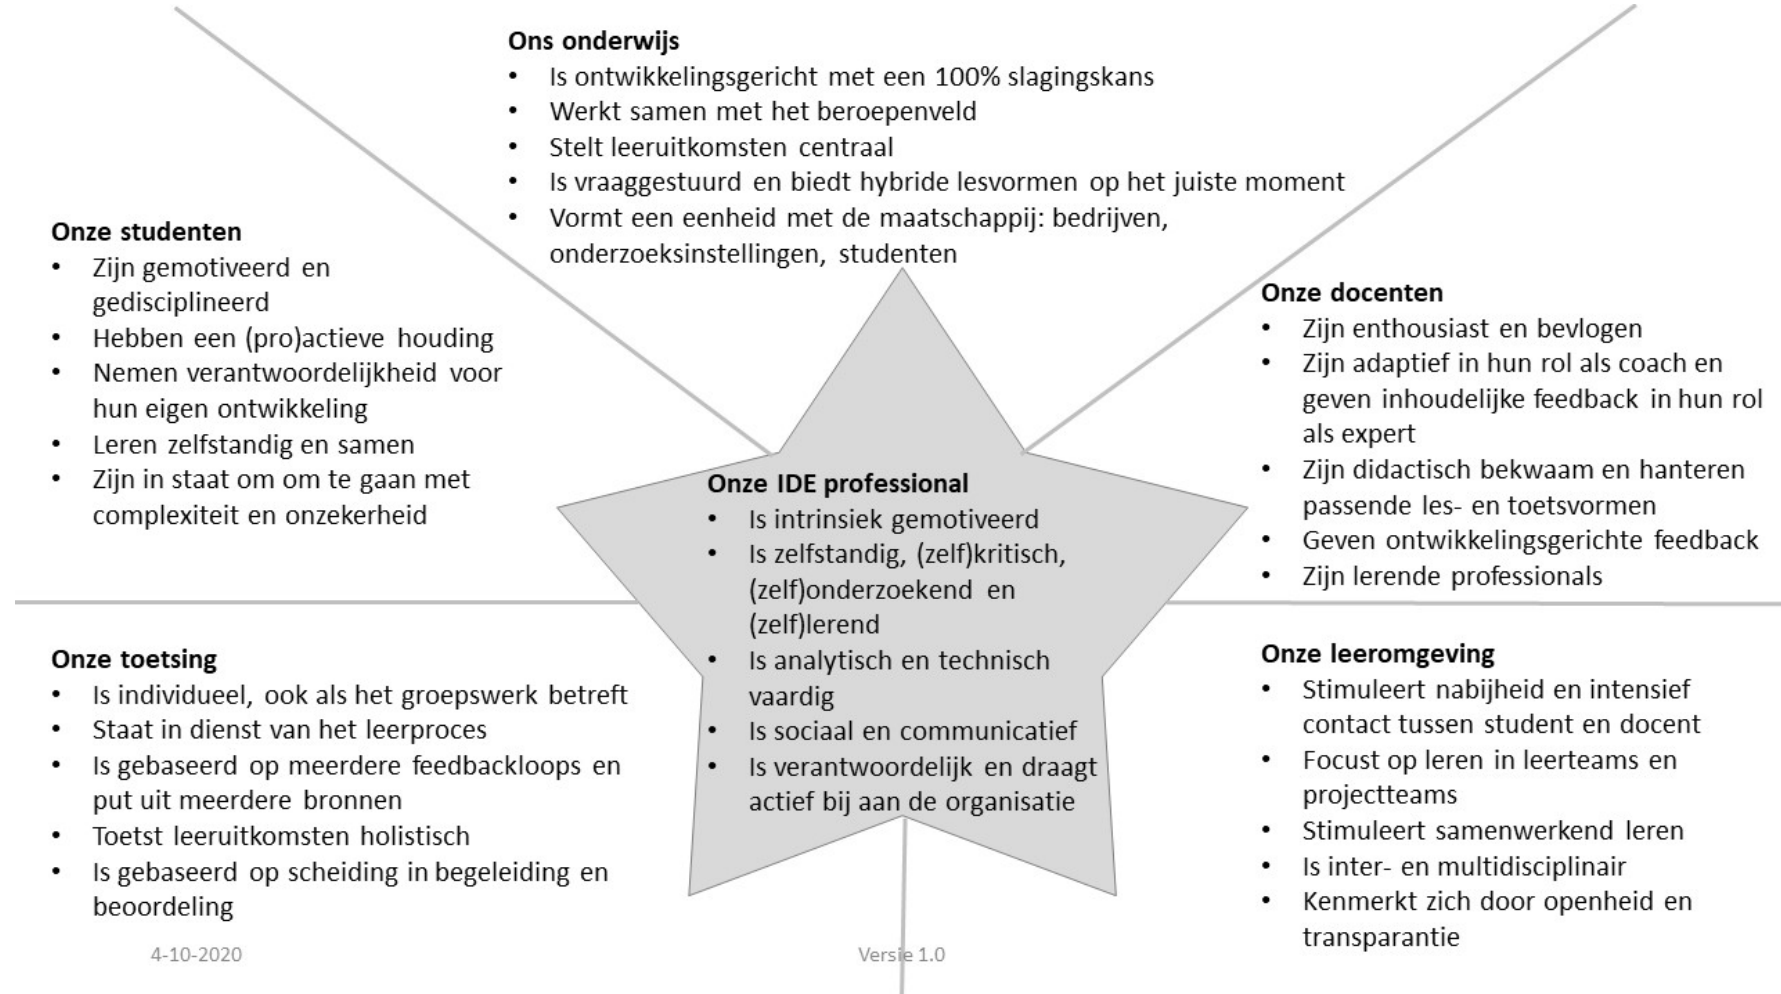 Ons onderwijs
• Is ontwikkelingsgericht met een 100% slagingskans
• Werkt samen met het beroepenveld
• Stelt leeruitkomsten centraal
• Is vraaggestuurd en biedt hybride lesvormen op het juiste moment
• Vormt een eenheid met de maatschappij: bedrijven,
onderzoeksinstellingen, studenten
Onze studenten
• Zijn gemotiveerd en
gedisciplineerd
• Hebben een (pro)actieve houding
• Nemen verantwoordelijkheid voor
hun eigen ontwikkeling
• Leren zelfstandig en samen
• Zijn in staat om om te gaan met
complexiteit en onzekerheid
Onze docenten
• Zijn enthousiast en bevlogen
• Zijn adaptief in hun rol als coach en
geven inhoudelijke feedback in hun rol
als expert
• Zijn didactisch bekwaam en hanteren
passende les- en toetsvormen
• Geven ontwikkelingsgerichte feedback
• Zijn lerende professionals
Onze IDE professional
• Is intrinsiek gemotiveerd
• Is zelfstandig, (zelf)kritisch,
(zelf)onderzoekend en
(zelf)lerend
• Is analytisch en technisch
vaardig
• Is sociaal en communicatief
• Is verantwoordelijk en draagt
actief bij aan de organisatie
Onze toetsing
• Is individueel, ook als het groepswerk betreft
• Staat in dienst van het leerproces
• Is gebaseerd op meerdere feedbackloops en
put uit meerdere bronnen
• Toetst leeruitkomsten holistisch
• Is gebaseerd op scheiding in begeleiding en
beoordeling
Onze leeromgeving
• Stimuleert nabijheid en intensief
contact tussen student en docent
• Focust op leren in leerteams en
projectteams
• Stimuleert samenwerkend leren
• Is inter- en multidisciplinair
• Kenmerkt zich door openheid en
transparantie
4-10-2020
Versie 1.0